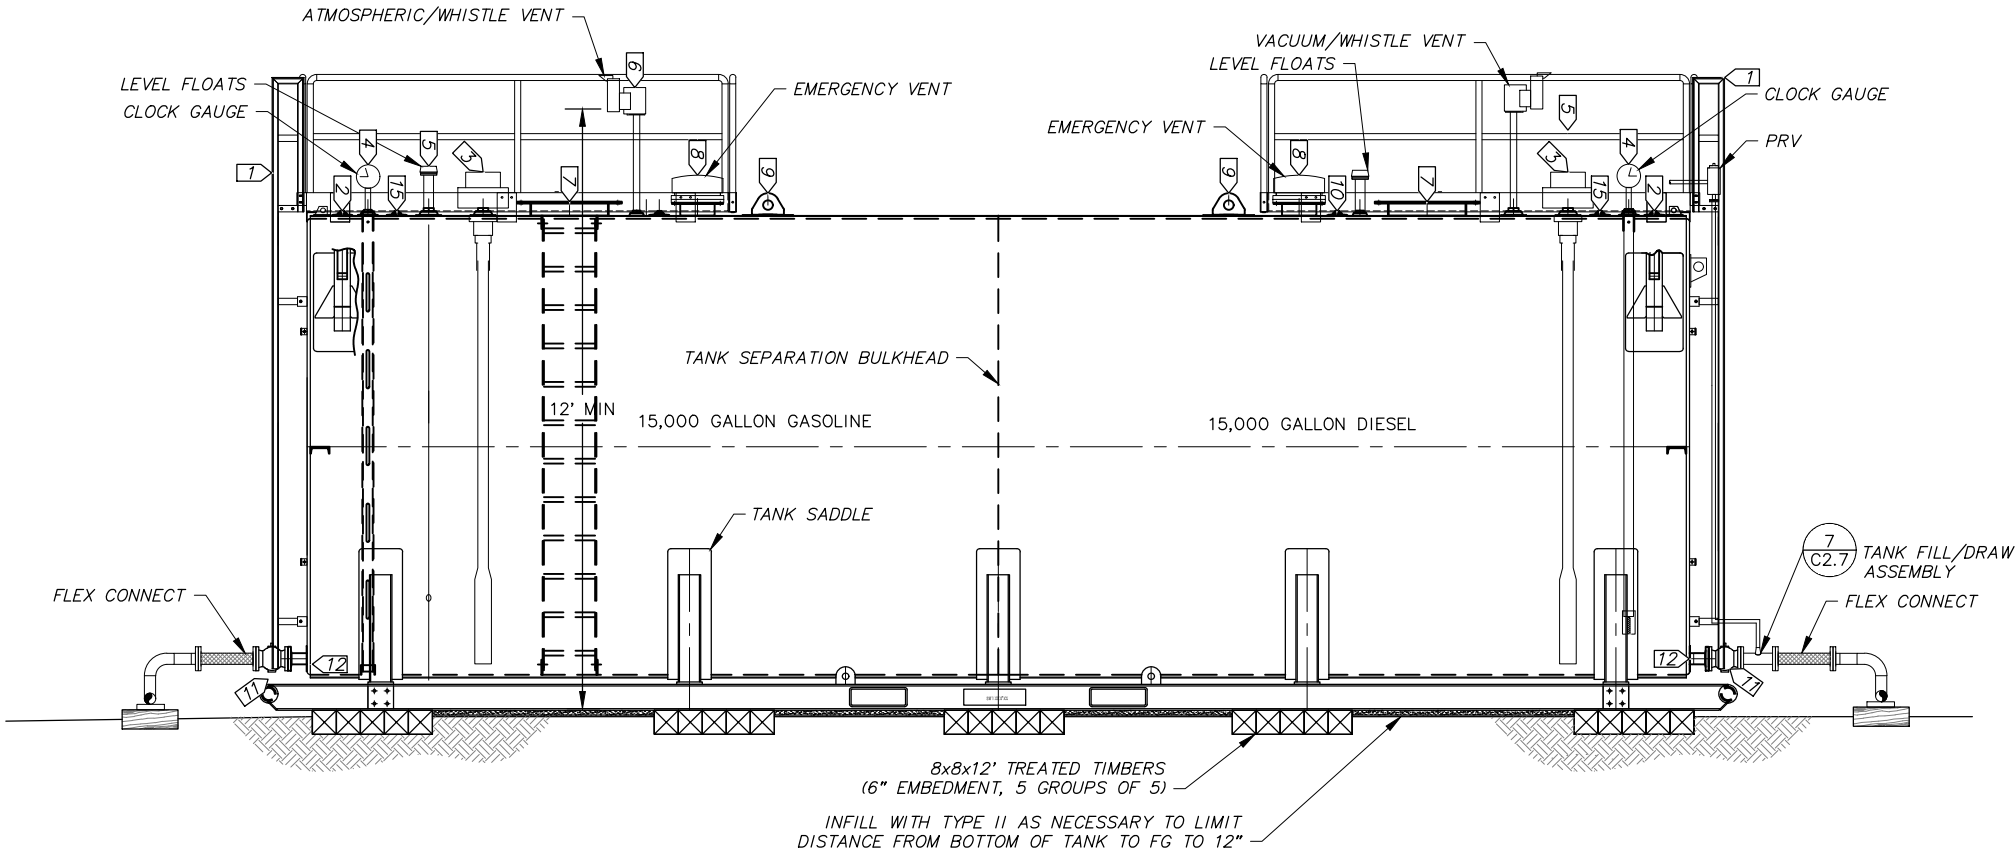 ATMOSPHERIC/WHISTLE VENT
6
VACUUM/WHISTLE VENT
LEVEL FLOATS
LEVEL FLOATS
1
CLOCK GAUGE
EMERGENCY VENT
CLOCK GAUGE
5
EMERGENCY VENT
PRV
1
4
5
3
8
7
9
2
15
9
8
10
7
3
15
4
2
TANK SEPARATION BULKHEAD
12' MIN
15,000 GALLON GASOLINE
15,000 GALLON DIESEL
TANK SADDLE
7
C2.7
TANK FILL/DRAW
ASSEMBLY
FLEX CONNECT
FLEX CONNECT
12
12
11
11
8x8x12' TREATED TIMBERS
(6" EMBEDMENT, 5 GROUPS OF 5)
INFILL WITH TYPE II AS NECESSARY TO LIMIT
DISTANCE FROM BOTTOM OF TANK TO FG TO 12"